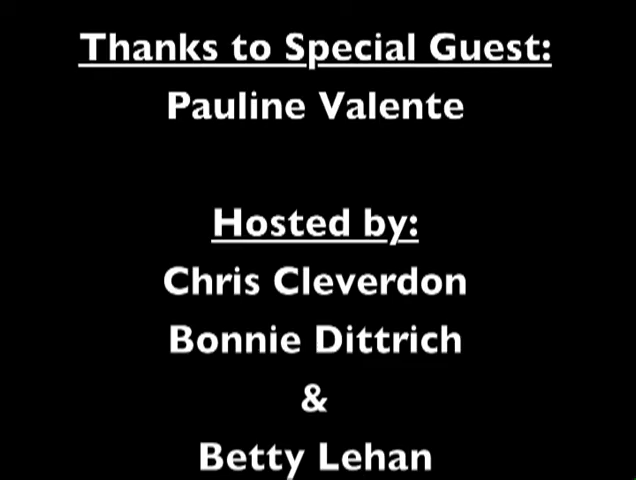 Thanks to Special Guest:
Pauline Valente
Hosted by:
Chris Cleverdon
Bonnie Dittrich
&
Betty Lehan